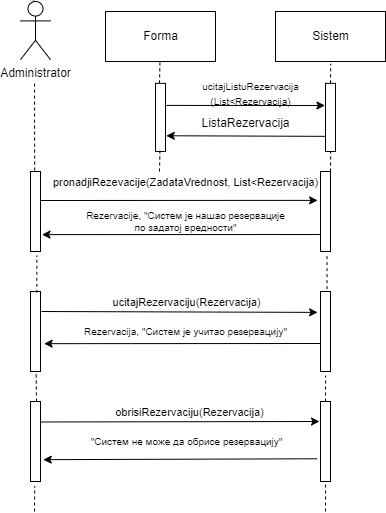 Forma
Sistem
Administrator
ucitajListuRezervacija
(List<Rezervacija)
ListaRezervacija
pronadjiRezevacije(ZadataVrednost, List<Rezervacija)
Rezervacije, "Систем је нашао резервације
по задатој вредности"
ucitajRezervaciju(Rezervacija)
Rezervacija, "Систем је учитао резервацију"
obrisiRezervaciju(Rezervacija)
"Систем не може да обрисе резервацију"